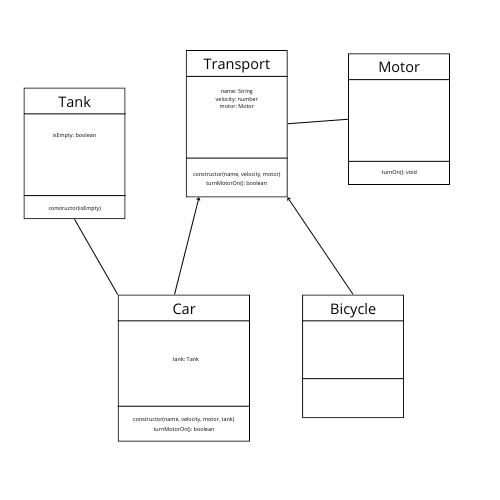 Transport
name: String
velocity: number
motor: Motor
constructor(name, velocity, motor)
turnMotorOn(): boolean
Motor
turnOn(): void
Tank
isEmpty: boolean
constructor(isEmpty)
Car
tank: Tank
constructor(name, velocity, motor, tank)
turnMotorOn(): boolean
Bicycle